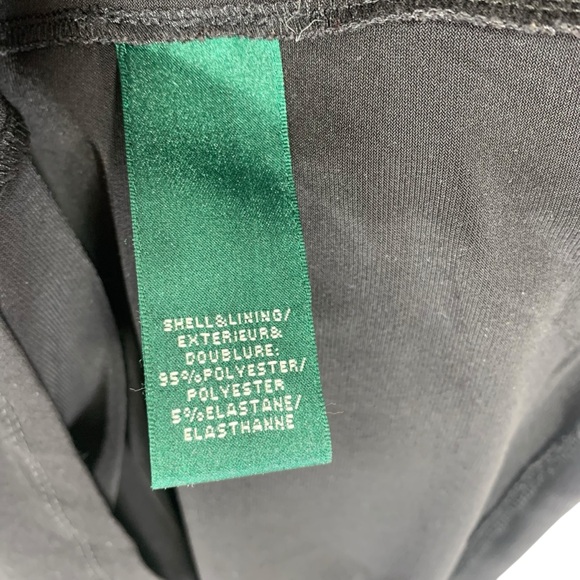 SHELL&LINING/
EXTERIEUR&
DOUBLURE:
95%POLYESTER/
POLYESTER
5%ELASTANE/
ELASTHANNE